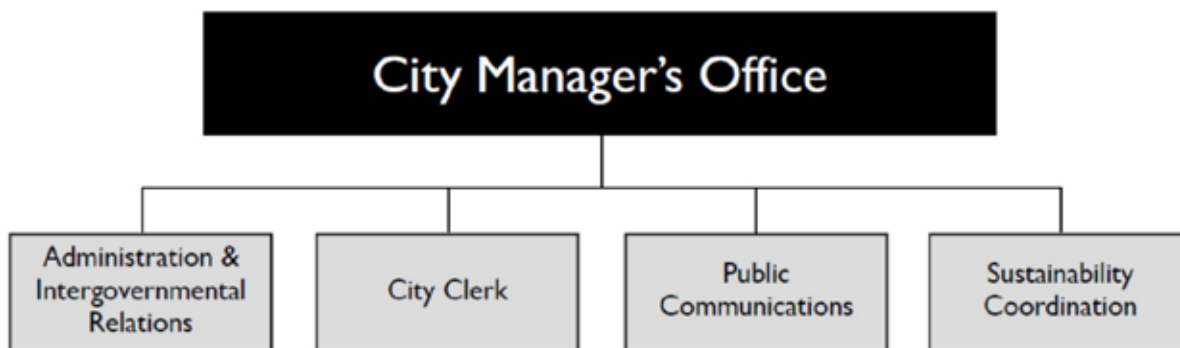 City Manager's Office
Administration &
Intergovernmental
Relations
City Clerk
Public
Communications
Sustainability
Coordination